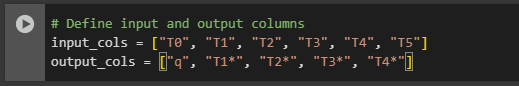 # Define input and output columns
input_cols = ["T0", "T1", "T2", "T3", "T4", "T5"]
output_cols = ["q", "T1*", "T2*", "T3*", "T4*"]